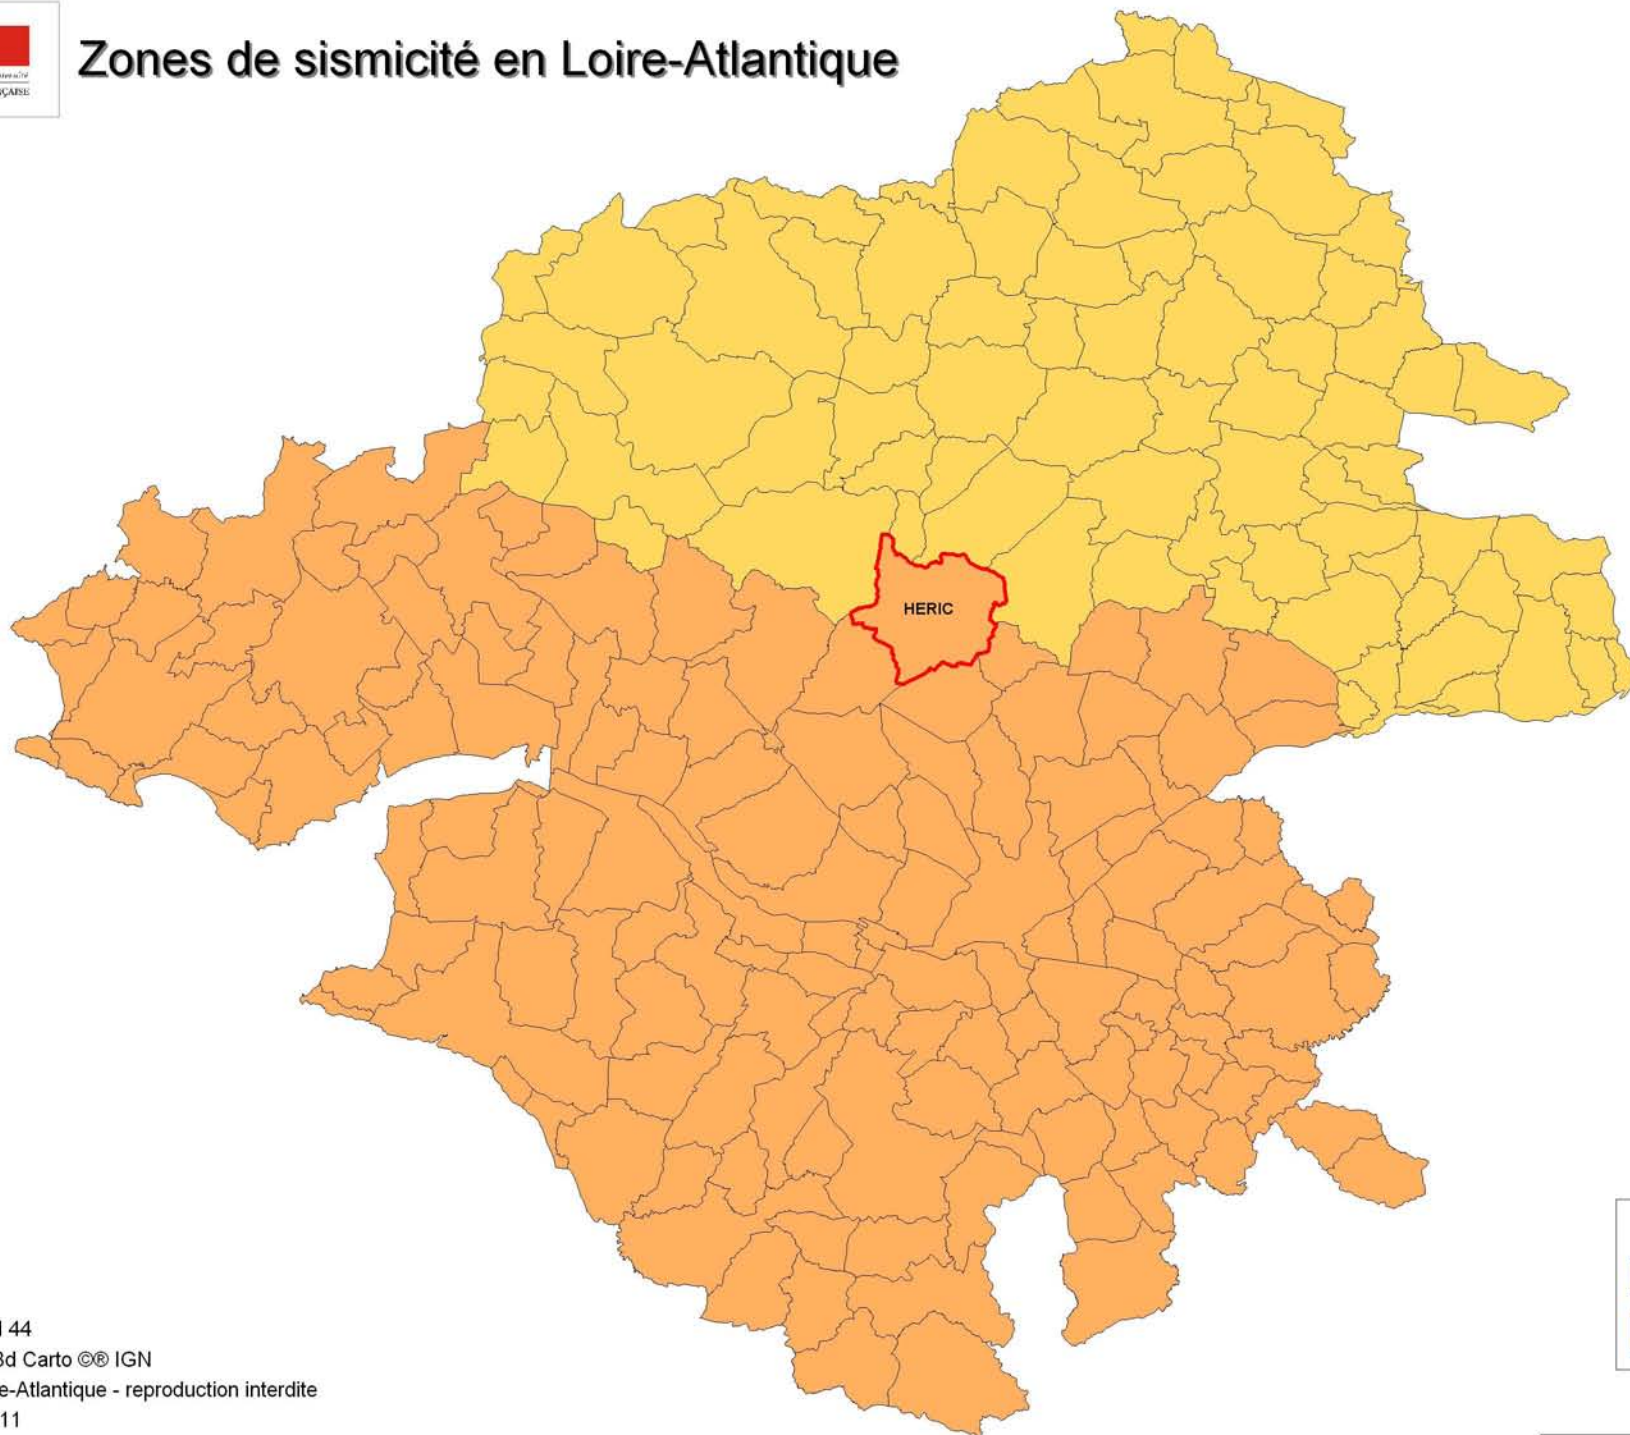 Zones de sismicité en Loire-Atlantique
HERIC
44
3d Carto ©® IGN
e-Atlantique - reproduction interdite
11